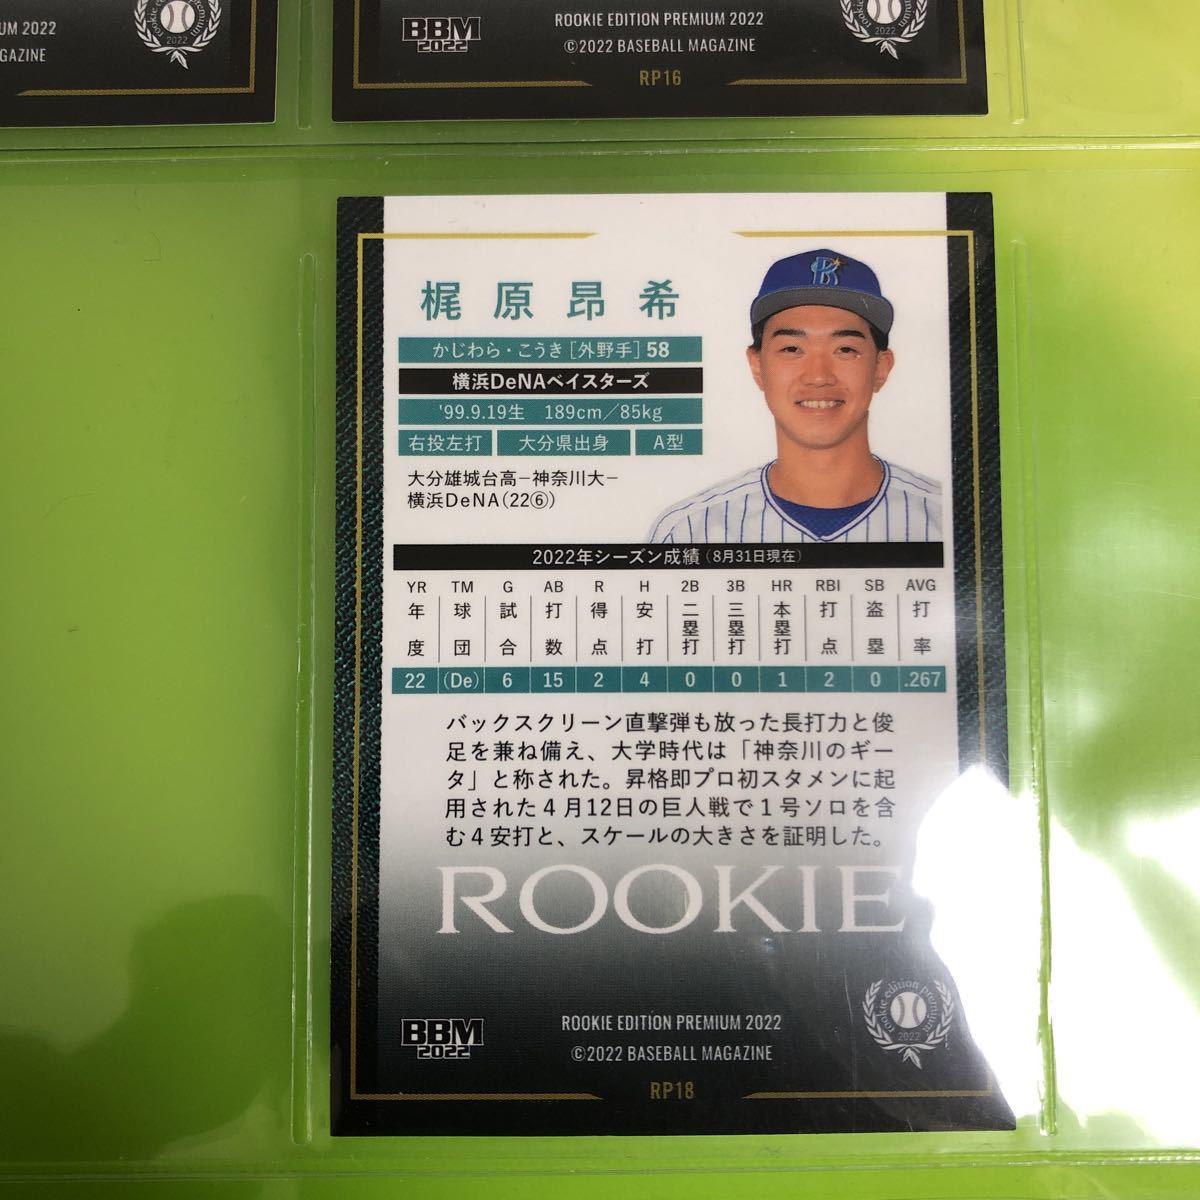 UM 2022
GAZINE
2022
BBM
2022
ROOKIE EDITION PREMIUM 2022
©2022 BASEBALL MAGAZINE
RP16
rookie edition premium
2022
梶原昂希
かじわら・こうき[外野手]58
横浜DeNAベイスターズ
'99.9.19生 189cm/85kg
右投左打 大分県出身 A型
大分雄城台高−神奈川大−
横浜DeNA(22⑥)
2022年シーズン成績(8月31日現在)
YR TM G AB R H 2B 3B HR RBI SB AVG
年度 球団 試合 打数 得点 安打 二塁打 三塁打 本塁打 打点 盗塁 打率
22 (De) 6 15 2 4 0 0 1 2 0 .267
バックスクリーン直撃弾も放った長打力と俊
足を兼ね備え、大学時代は「神奈川のギー
タ」と称された。昇格即プロ初スタメンに起
用された4月12日の巨人戦で1号ソロを含
む4安打と、スケールの大きさを証明した。
ROOKIE
BBM
2022
ROOKIE EDITION PREMIUM 2022
©2022 BASEBALL MAGAZINE
RP18
rookie edition premium
2022